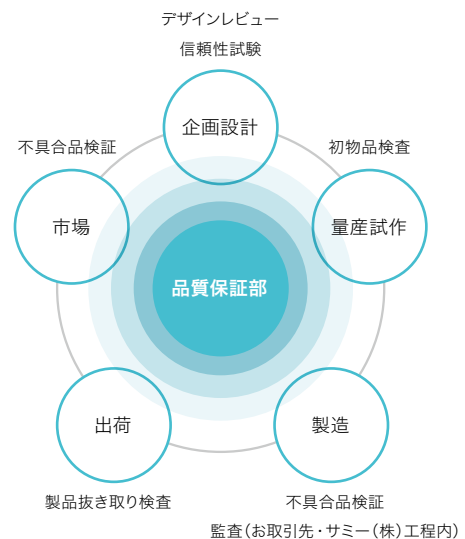 デザインレビュー
信頼性試験
企画設計
不具合品検証
初物品検査
市場
量産試作
品質保証部
出荷
製造
製品抜き取り検査
不具合品検証
監査(お取引先・サミー(株)工程内)